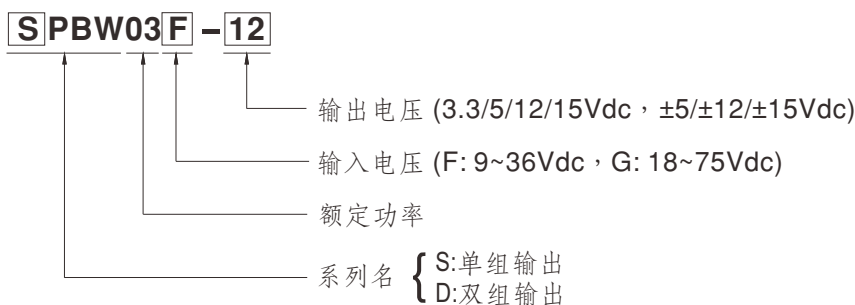 SPBW03F-12
输出电压 (3.3/5/12/15Vdc，±5/±12/±15Vdc)
输入电压 (F: 9~36Vdc，G: 18~75Vdc)
额定功率
系列名 { S:单组输出
D:双组输出